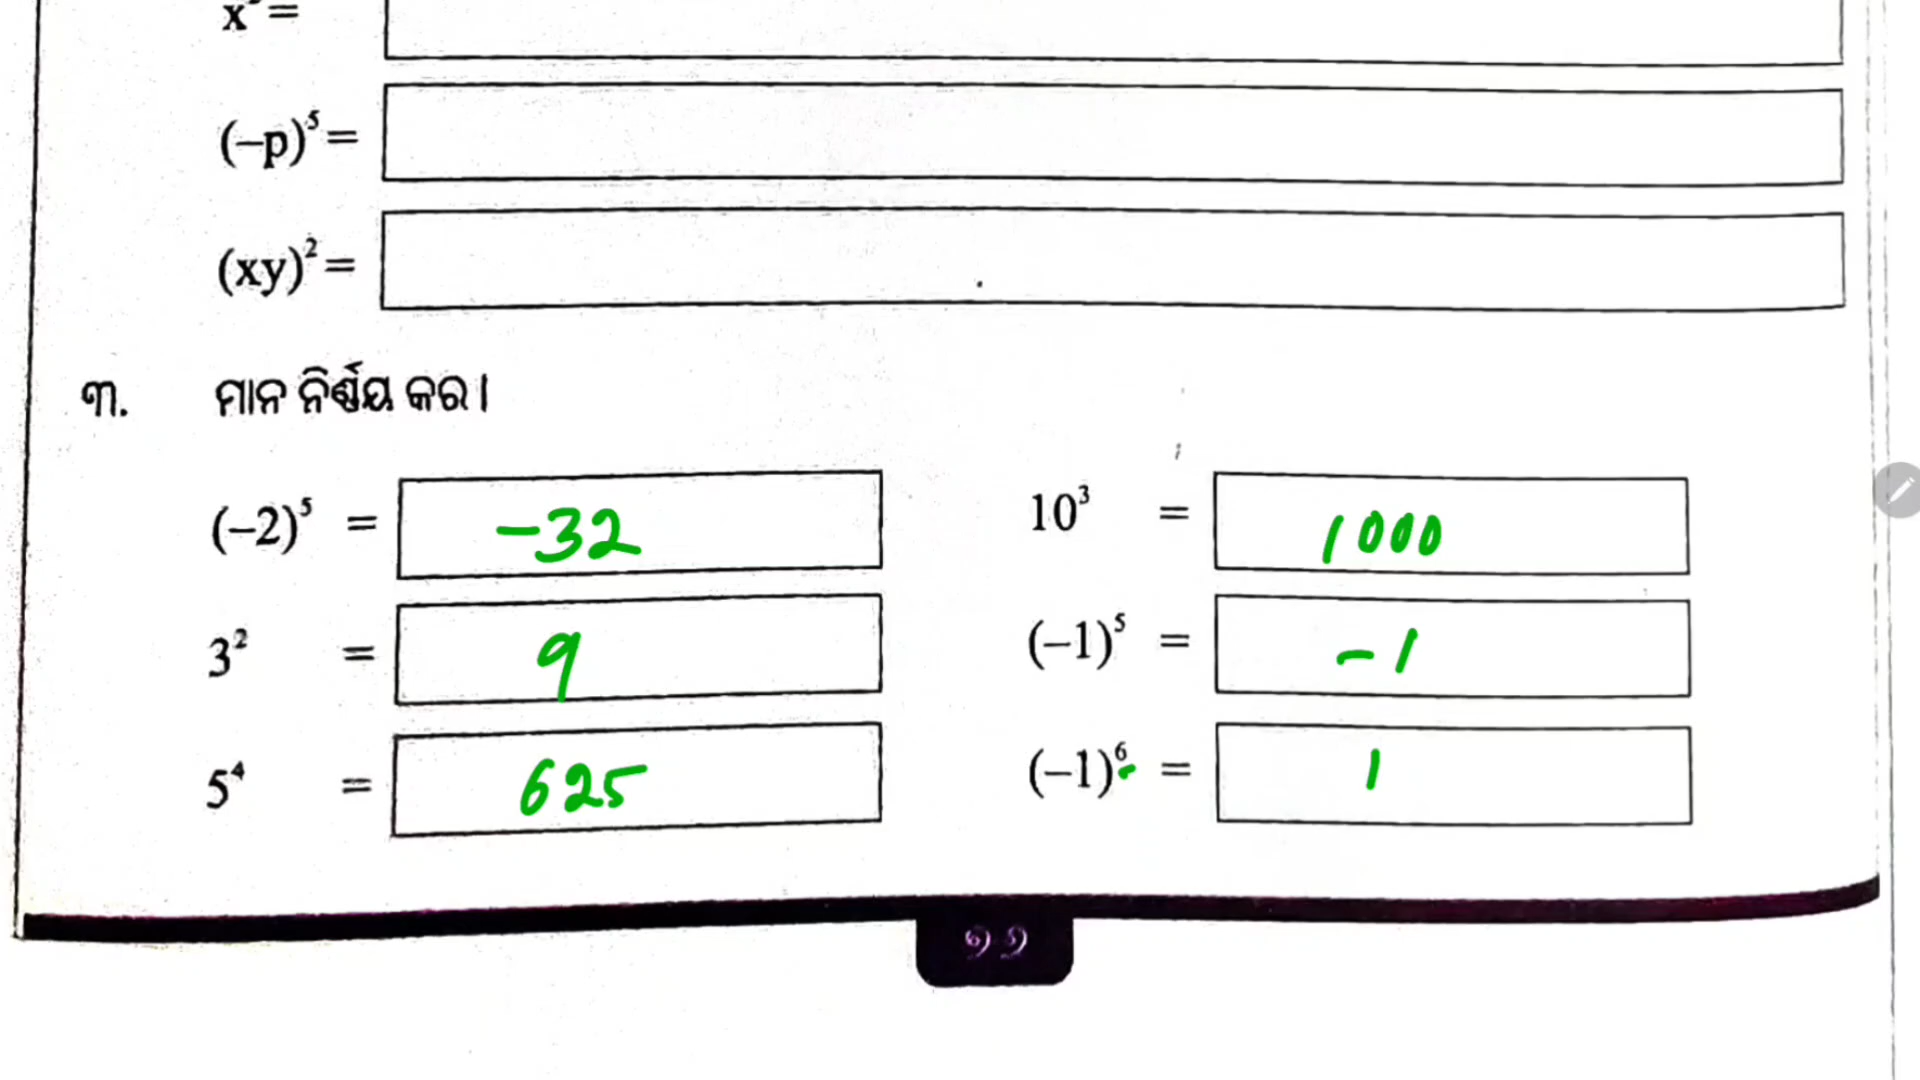 (–p)⁵ =
(xy)² =
୩. ମାନ ନିର୍ଣ୍ଣୟ କର।
(–2)⁵ = -32 10³ = 1000
3² = 9 (–1)⁵ = -1
5⁴ = 625 (–1)⁶ = 1